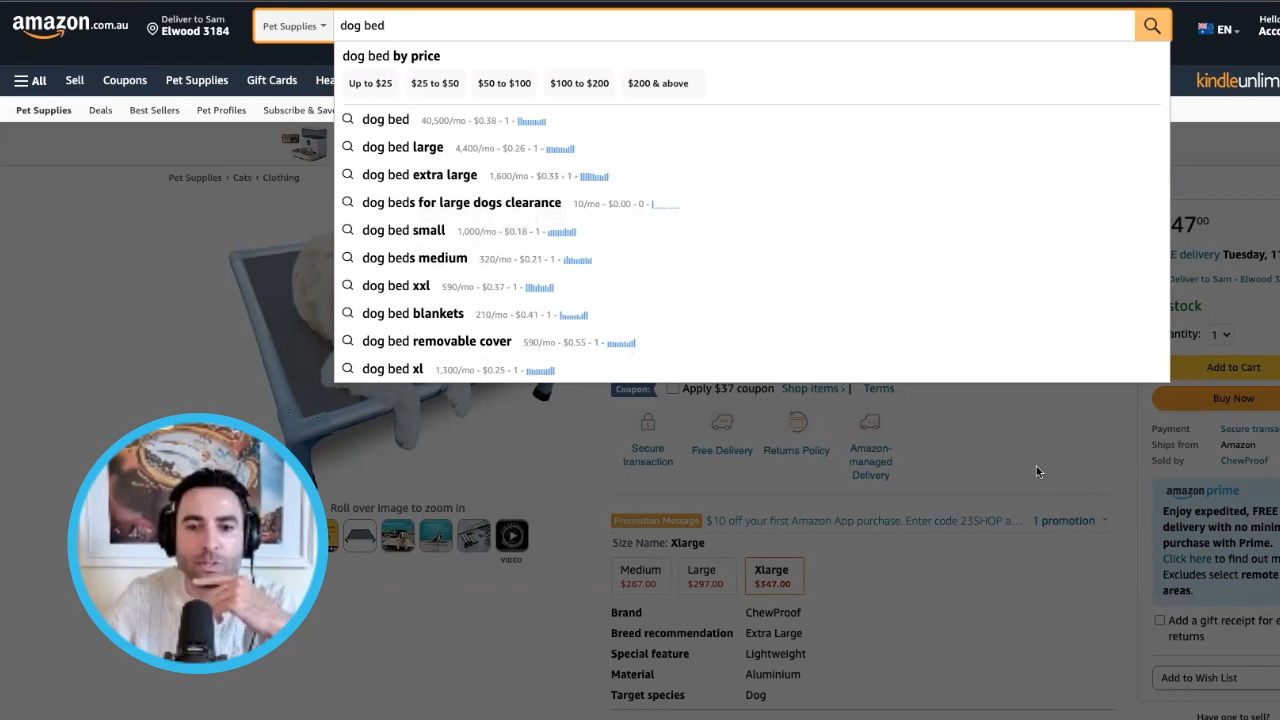 amazon.com.au
Deliver to Sam
Elwood 3184
Pet Supplies
dog bed
EN
dog bed by price
Up to $25
$25 to $50
$50 to $100
$100 to $200
$200 & above
All
Sell
Coupons
Pet Supplies
Gift Cards
Pet Supplies
Deals
Best Sellers
Pet Profiles
Subscribe & Save
dog bed 40,500/mo - $0.38 - 1 -
dog bed large 4,400/mo - $0.26 - 1 -
dog bed extra large 1,600/mo - $0.33 - 1 -
dog beds for large dogs clearance 10/mo - $0.00 - 0 -
dog bed small 1,000/mo - $0.18 - 1 -
dog beds medium 320/mo - $0.21 - 1 -
dog bed xxl 590/mo - $0.37 - 1 -
dog bed blankets 210/mo - $0.41 - 1 -
dog bed removable cover 590/mo - $0.55 - 1 -
dog bed xl 1,300/mo - $0.25 - 1 -
Pet Supplies › Cats › Clothing
47 00
delivery Tuesday, 1
Deliver to Sam - Elwood 3
stock
antity: 1
Add to Cart
Buy Now
Payment Secure transa
Ships from Amazon
Sold by ChewProof
Coupon: Apply $37 coupon Shop items › | Terms
Secure transaction
Free Delivery
Returns Policy
Amazon-managed Delivery
Roll over image to zoom in
VIDEO
Promotion Message $10 off your first Amazon App purchase. Enter code 23SHOP a... 1 promotion
Size Name: Xlarge
Medium
$267.00
Large
$297.00
Xlarge
$347.00
Brand ChewProof
Breed recommendation Extra Large
Special feature Lightweight
Material Aluminium
Target species Dog
amazon prime
Enjoy expedited, FREE
delivery with no minim
purchase with Prime.
Click here to find out m
Excludes select remote
areas.
Add a gift receipt for e
returns
Add to Wish List
Have one to sell?